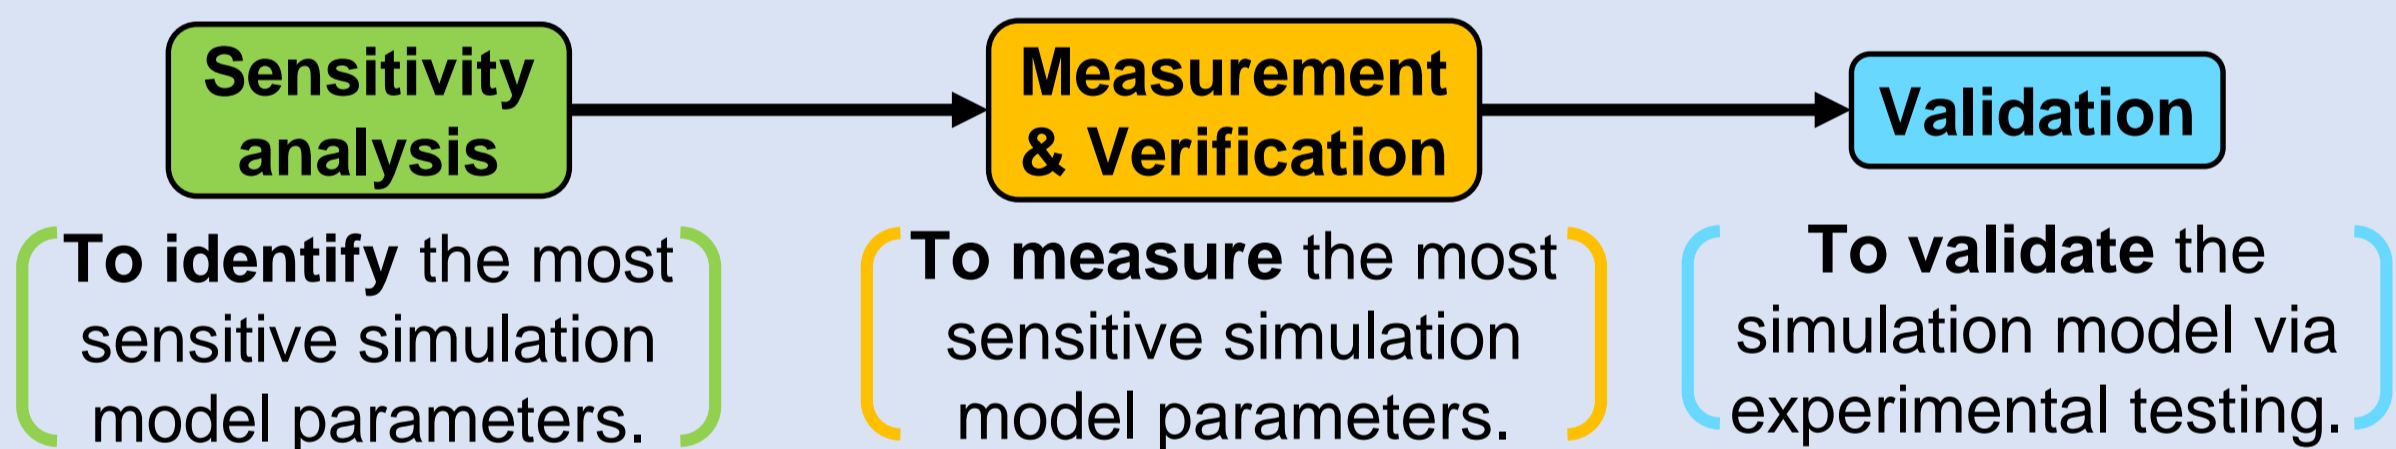 Sensitivity
analysis
Measurement
& Verification
Validation
To identify the most
sensitive simulation
model parameters.
To measure the most
sensitive simulation
model parameters.
To validate the
simulation model via
experimental testing.